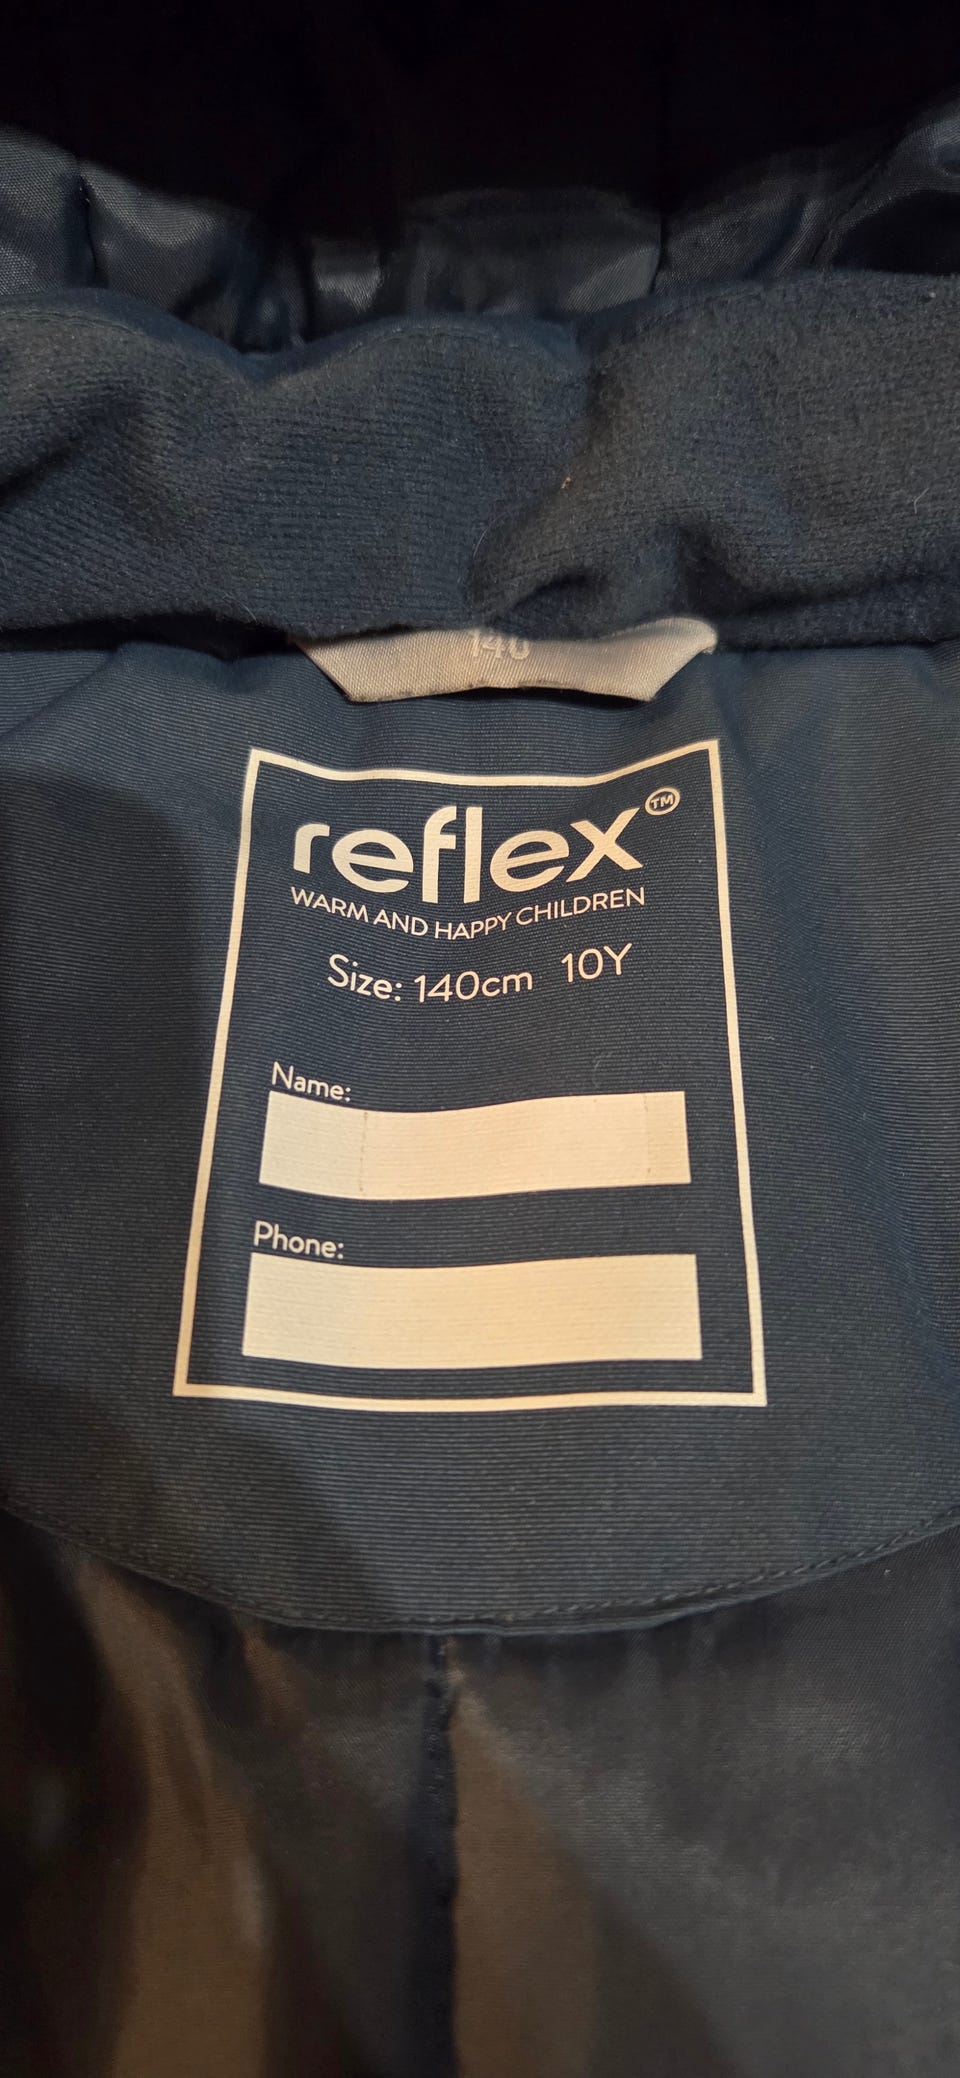 140
reflex™
WARM AND HAPPY CHILDREN
Size: 140cm 10Y
Name:
Phone: